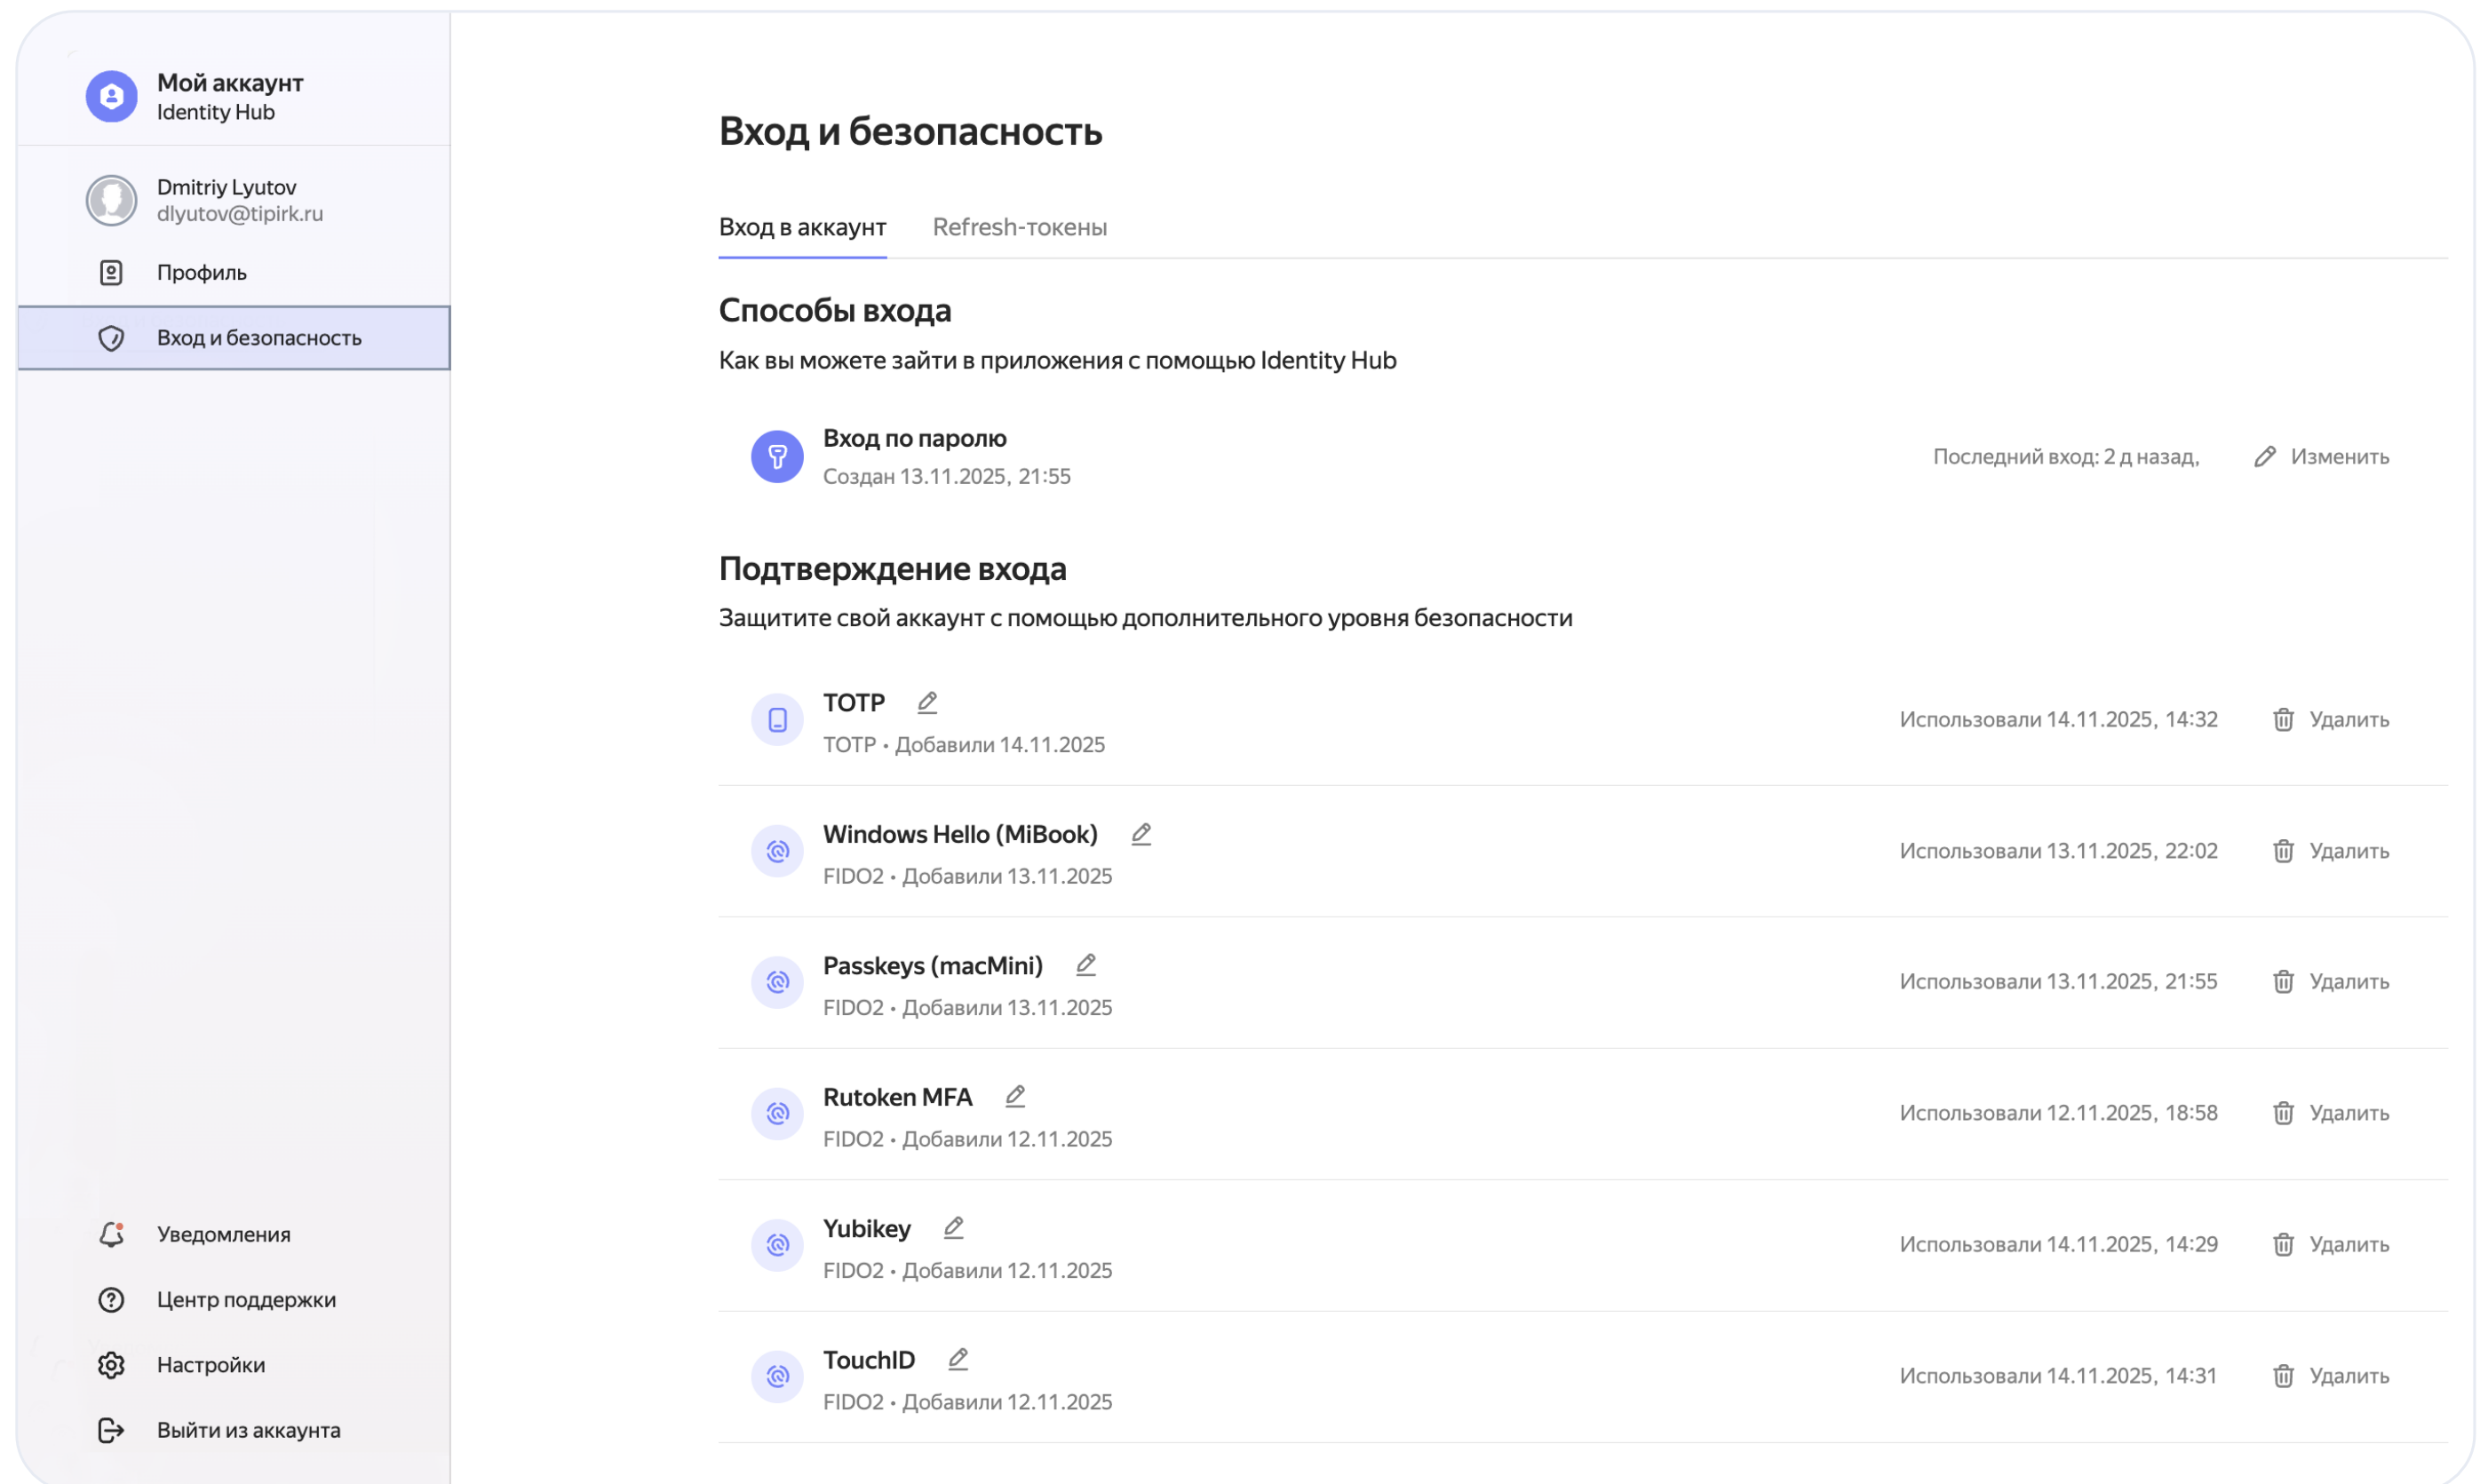 Мой аккаунт
Identity Hub
Dmitriy Lyutov
dlyutov@tipirk.ru
Профиль
Вход и безопасность
Уведомления
Центр поддержки
Настройки
Выйти из аккаунта
Вход и безопасность
Вход в аккаунт Refresh-токены
Способы входа
Как вы можете зайти в приложения с помощью Identity Hub
Вход по паролю
Создан 13.11.2025, 21:55
Последний вход: 2 д назад, Изменить
Подтверждение входа
Защитите свой аккаунт с помощью дополнительного уровня безопасности
TOTP
TOTP • Добавили 14.11.2025
Использовали 14.11.2025, 14:32 Удалить
Windows Hello (MiBook)
FIDO2 • Добавили 13.11.2025
Использовали 13.11.2025, 22:02 Удалить
Passkeys (macMini)
FIDO2 • Добавили 13.11.2025
Использовали 13.11.2025, 21:55 Удалить
Rutoken MFA
FIDO2 • Добавили 12.11.2025
Использовали 12.11.2025, 18:58 Удалить
Yubikey
FIDO2 • Добавили 12.11.2025
Использовали 14.11.2025, 14:29 Удалить
TouchID
FIDO2 • Добавили 12.11.2025
Использовали 14.11.2025, 14:31 Удалить